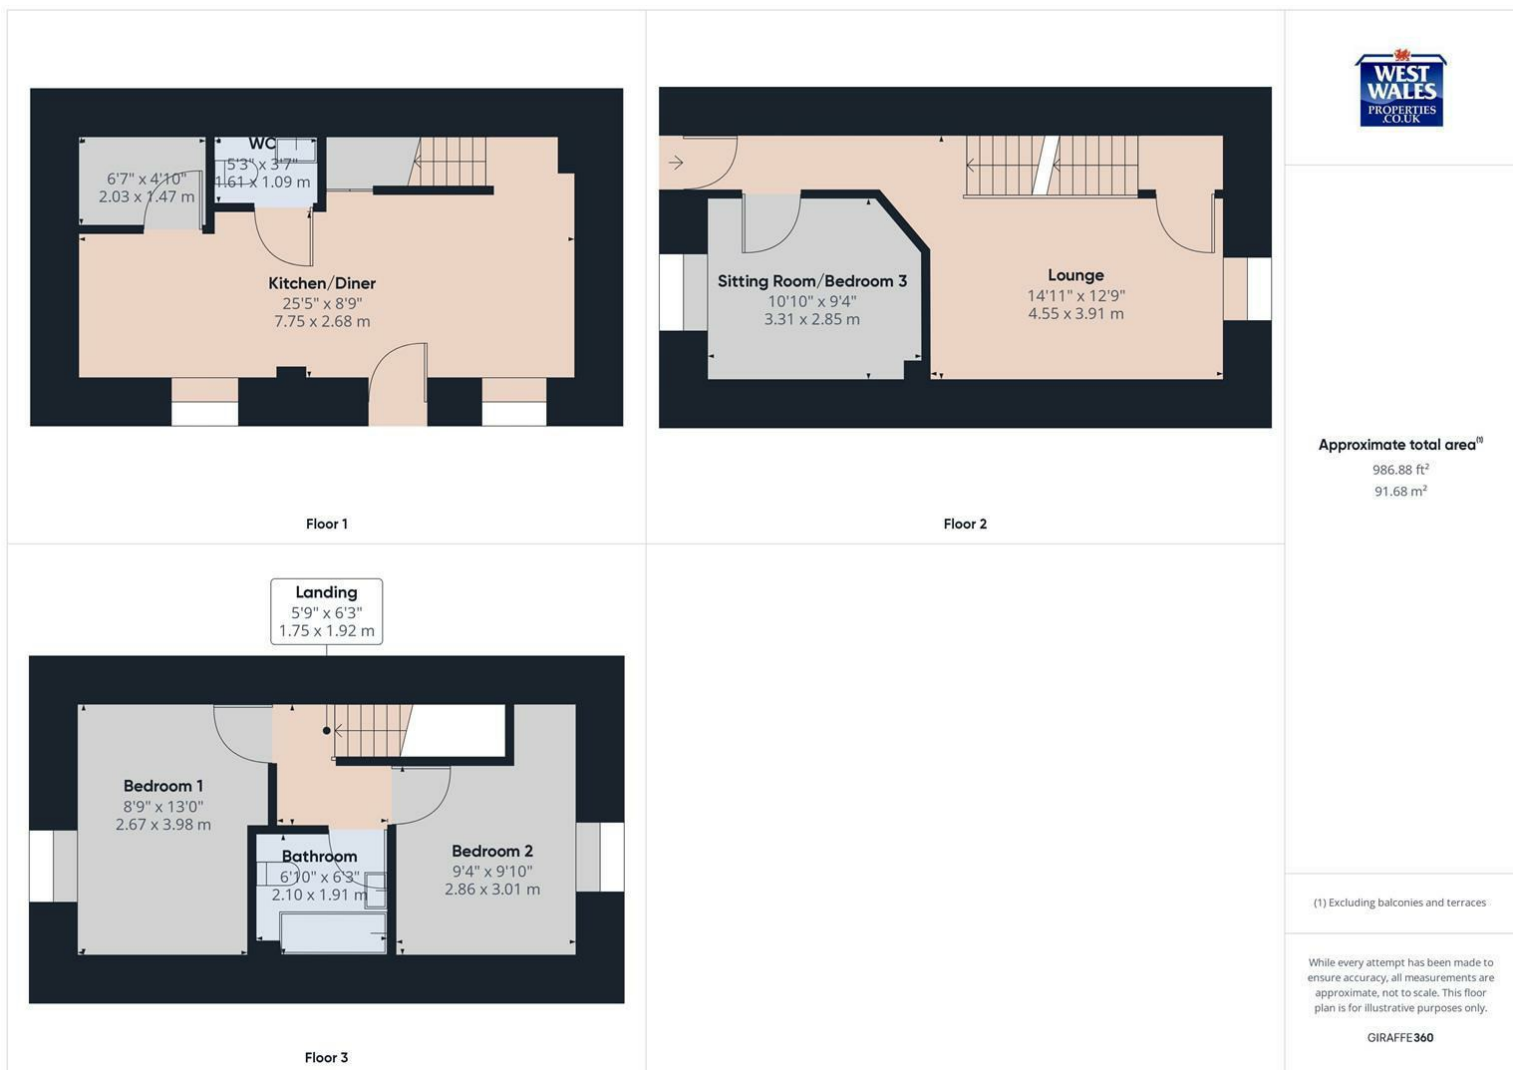 6'7" x 4'10"
2.03 x 1.47 m
WC
5'3" x 3'7"
1.61 x 1.09 m
Kitchen/Diner
25'5" x 8'9"
7.75 x 2.68 m
Floor 1
Sitting Room/Bedroom 3
10'10" x 9'4"
3.31 x 2.85 m
Lounge
14'11" x 12'9"
4.55 x 3.91 m
Floor 2
Landing
5'9" x 6'3"
1.75 x 1.92 m
Bedroom 1
8'9" x 13'0"
2.67 x 3.98 m
Bathroom
6'10" x 6'3"
2.10 x 1.91 m
Bedroom 2
9'4" x 9'10"
2.86 x 3.01 m
Floor 3
WEST
WALES
PROPERTIES
.CO.UK
Approximate total area(1)
986.88 ft²
91.68 m²
(1) Excluding balconies and terraces
While every attempt has been made to
ensure accuracy, all measurements are
approximate, not to scale. This floor
plan is for illustrative purposes only.
GIRAFFE360